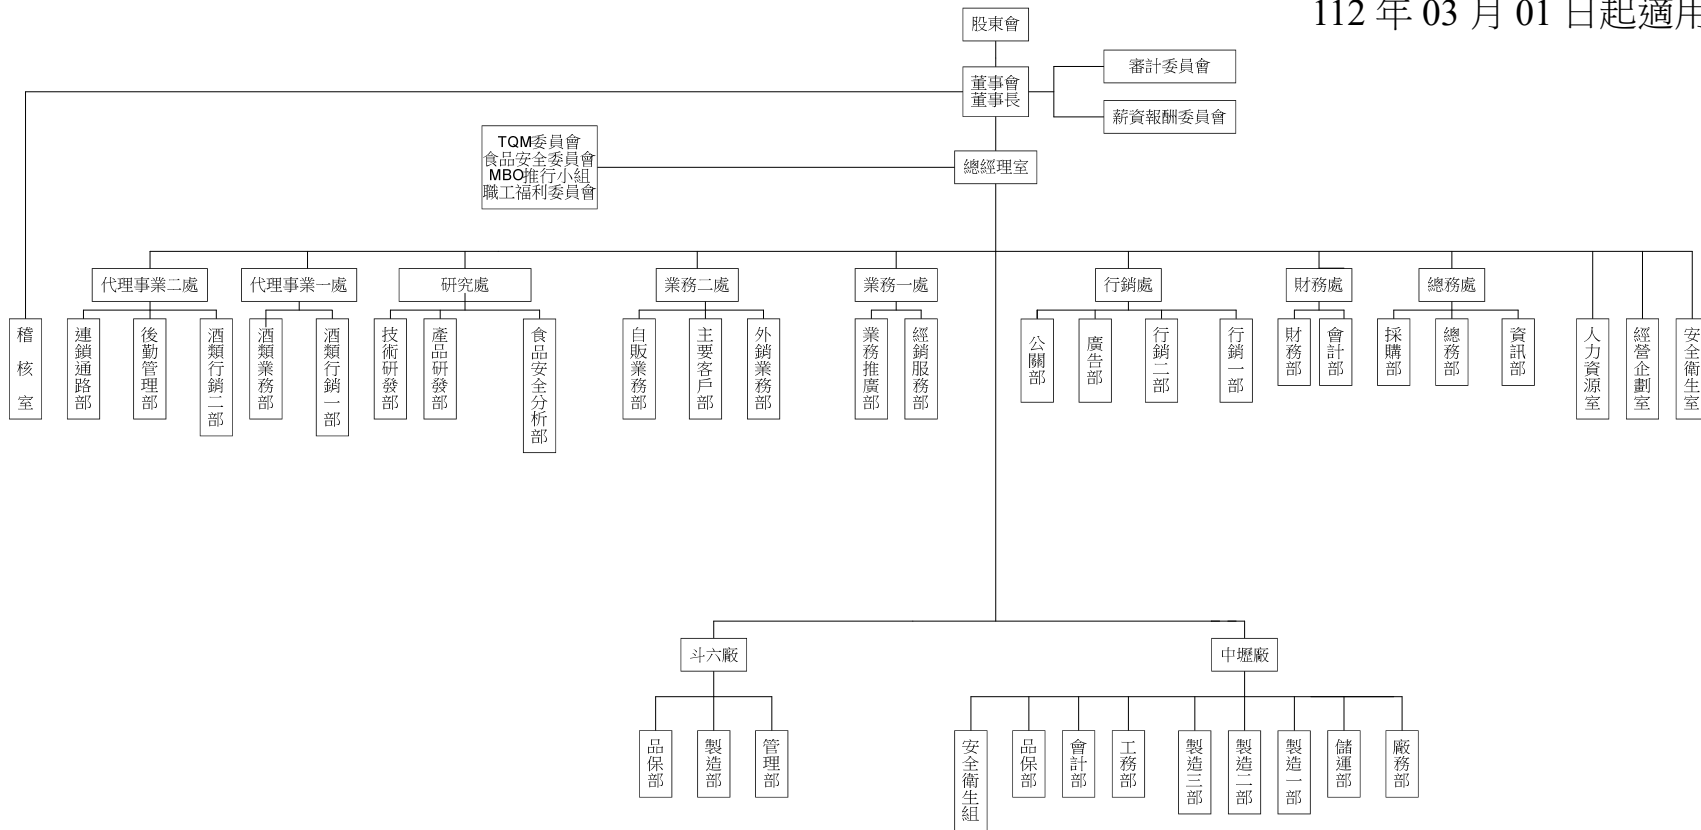 112 年 03 月 01 日起適用
股東會
董事會
董事長
審計委員會
薪資報酬委員會
TQM委員會
食品安全委員會
MBO推行小組
職工福利委員會
總經理室
代理事業二處
代理事業一處
研究處
業務二處
業務一處
行銷處
財務處
總務處
稽核室
連鎖通路部
後勤管理部
酒類行銷二部
酒類業務部
酒類行銷一部
技術研發部
產品研發部
食品安全分析部
自販業務部
主要客戶部
外銷業務部
業務推廣部
經銷服務部
公關部
廣告部
行銷二部
行銷一部
財務部
會計部
採購部
總務部
資訊部
人力資源室
經營企劃室
安全衛生室
斗六廠
中壢廠
品保部
製造部
管理部
安全衛生組
品保部
會計部
工務部
製造三部
製造二部
製造一部
儲運部
廠務部